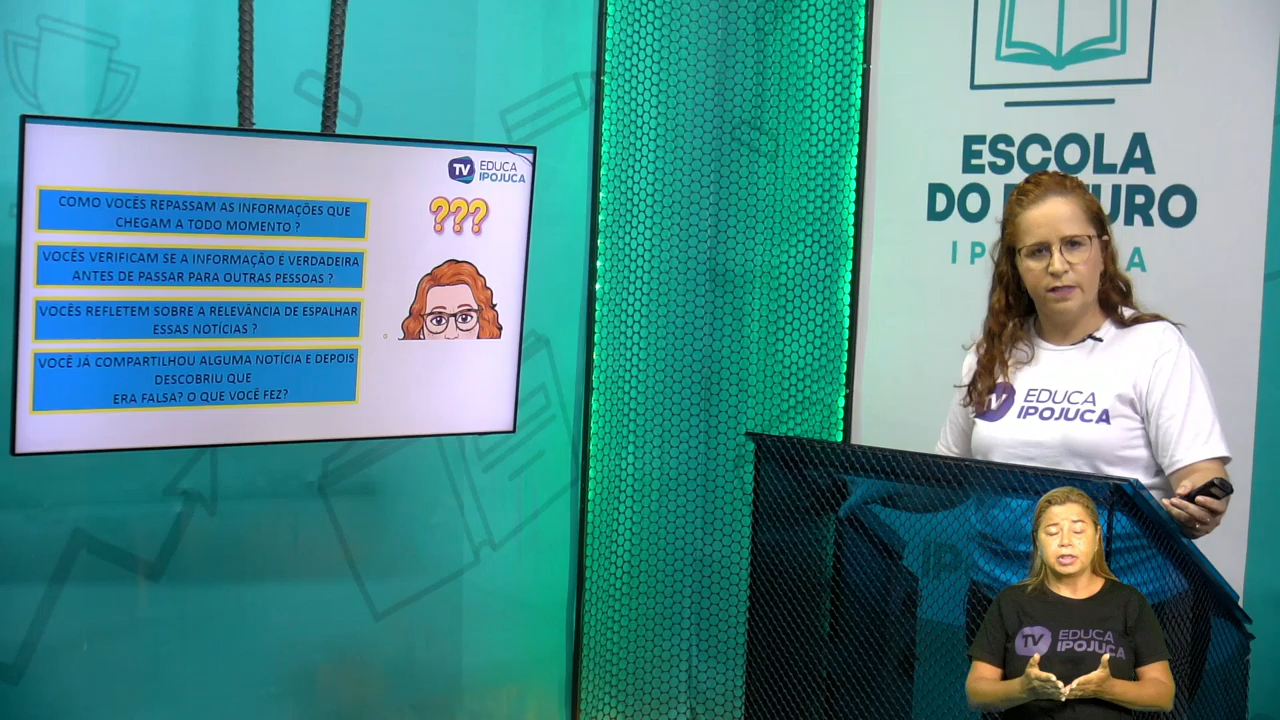 TV EDUCA
IPOJUCA
COMO VOCÊS REPASSAM AS INFORMAÇÕES QUE
CHEGAM A TODO MOMENTO ?
???
VOCÊS VERIFICAM SE A INFORMAÇÃO É VERDADEIRA
ANTES DE PASSAR PARA OUTRAS PESSOAS ?
VOCÊS REFLETEM SOBRE A RELEVÂNCIA DE ESPALHAR
ESSAS NOTÍCIAS ?
VOCÊ JÁ COMPARTILHOU ALGUMA NOTÍCIA E DEPOIS
DESCOBRIU QUE
ERA FALSA? O QUE VOCÊ FEZ?
ESCOLA
DO
TV EDUCA
IPOJUCA
TV EDUCA
IPOJUCA